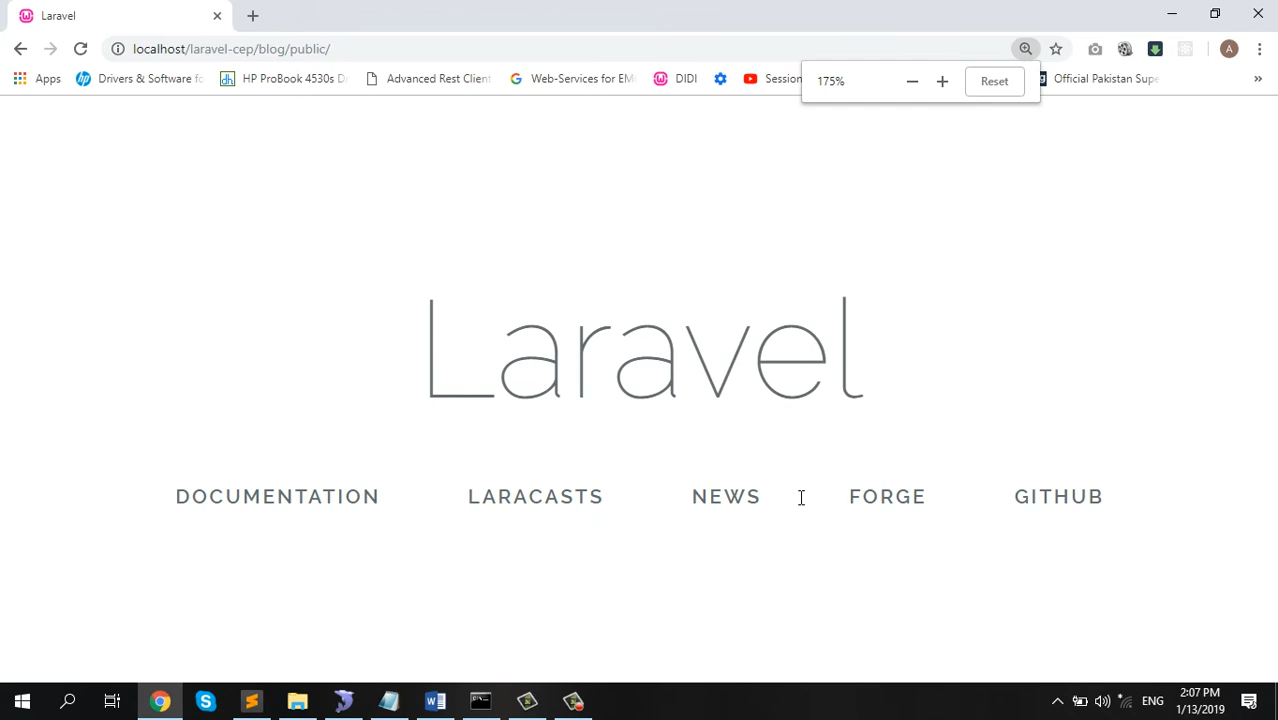 Laravel
localhost/laravel-cep/blog/public/
A
Apps
Drivers & Software fo
HP ProBook 4530s D
Advanced Rest Client
Web-Services for EM
DIDI
Session
Official Pakistan Supe
»
175%
Reset
Laravel
DOCUMENTATION LARACASTS NEWS FORGE GITHUB
ENG
2:07 PM
1/13/2019